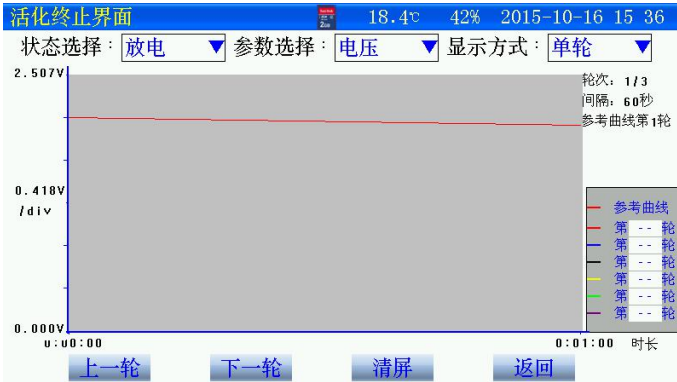 活化终止界面 18.4℃ 42% 2015-10-16 15 36
状态选择: 放电 参数选择: 电压 显示方式: 单轮
2.507V
轮次: 1/3
间隔: 60秒
参考曲线第1轮
0.418V
/div
参考曲线
第 -- 轮
第 -- 轮
第 -- 轮
第 -- 轮
第 -- 轮
第 -- 轮
0.000V
0:00:00 0:01:00 时长
上一轮 下一轮 清屏 返回